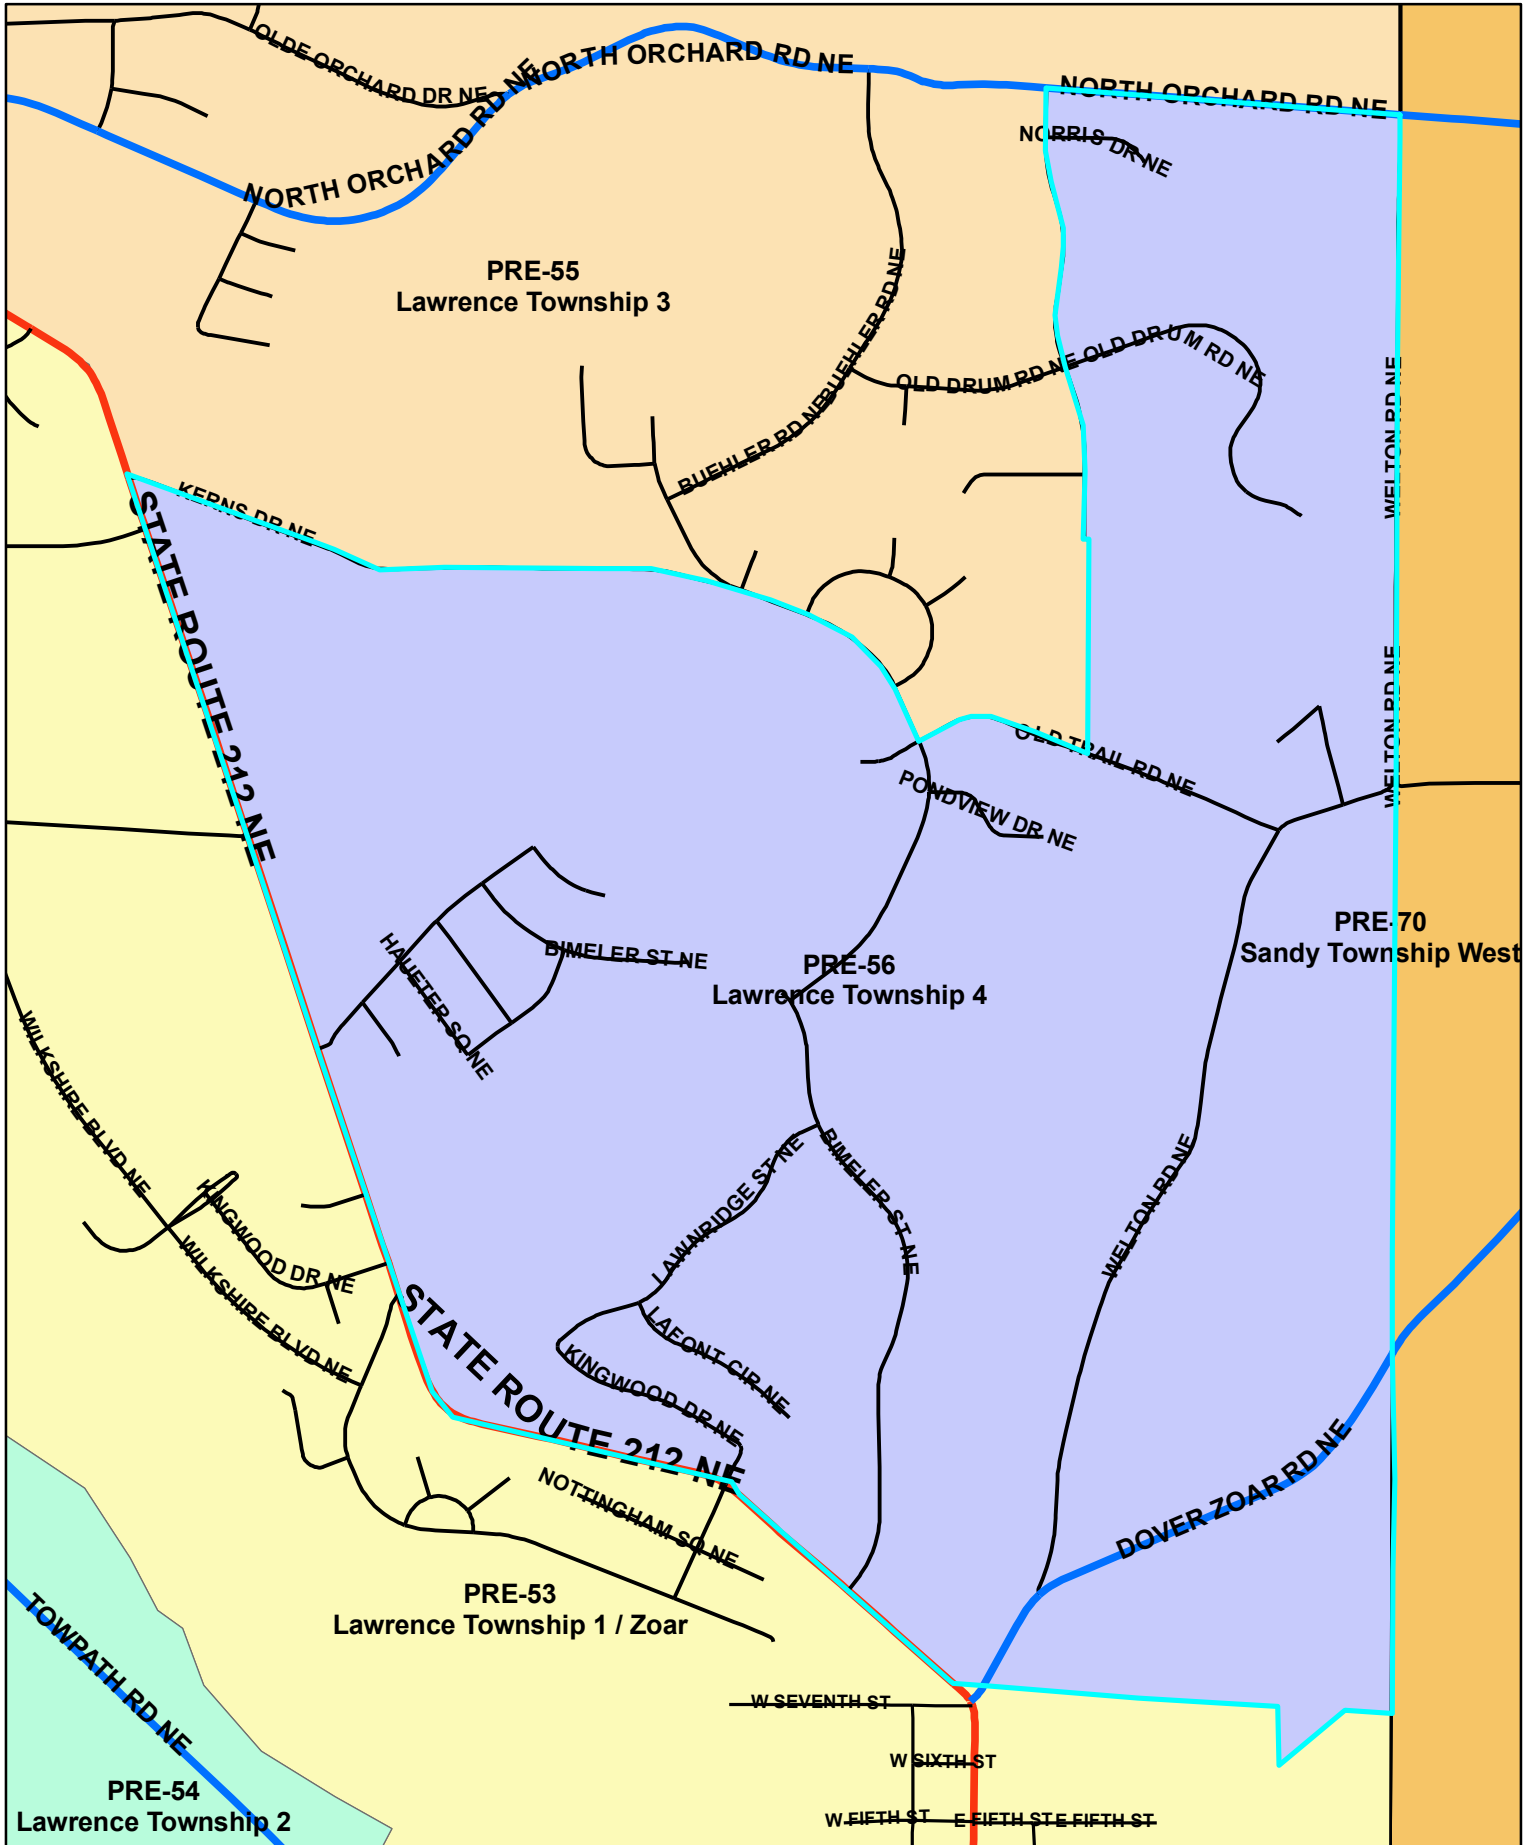 OLDE ORCHARD DR NE
NORTH ORCHARD RD NE
NORTH ORCHARD RD NE
NORTH ORCHARD RD NE
NORRIS DR NE
PRE-55
Lawrence Township 3
BUEHLER RD NE
BUEHLER RD NE
OLD DRUM RD NE
OLD DRUM RD NE
WELTON RD NE
KERNS DR NE
STATE ROUTE 212 NE
WELTON RD NE
OLD TRAIL RD NE
PONDVIEW DR NE
PRE-70
Sandy Township West
HAUETER SQ NE
BIMELER ST NE
PRE-56
Lawrence Township 4
WILKSHIRE BLVD NE
KINGWOOD DR NE
WILKSHIRE BLVD NE
LAWNRIDGE ST NE
BIMELER ST NE
WELTON RD NE
STATE ROUTE 212 NE
LAFONT CIR NE
KINGWOOD DR NE
NOTTINGHAM SQ NE
DOVER ZOAR RD NE
PRE-53
Lawrence Township 1 / Zoar
TOWPATH RD NE
W SEVENTH ST
W SIXTH ST
PRE-54
Lawrence Township 2
W FIFTH ST
E FIFTH ST
E FIFTH ST